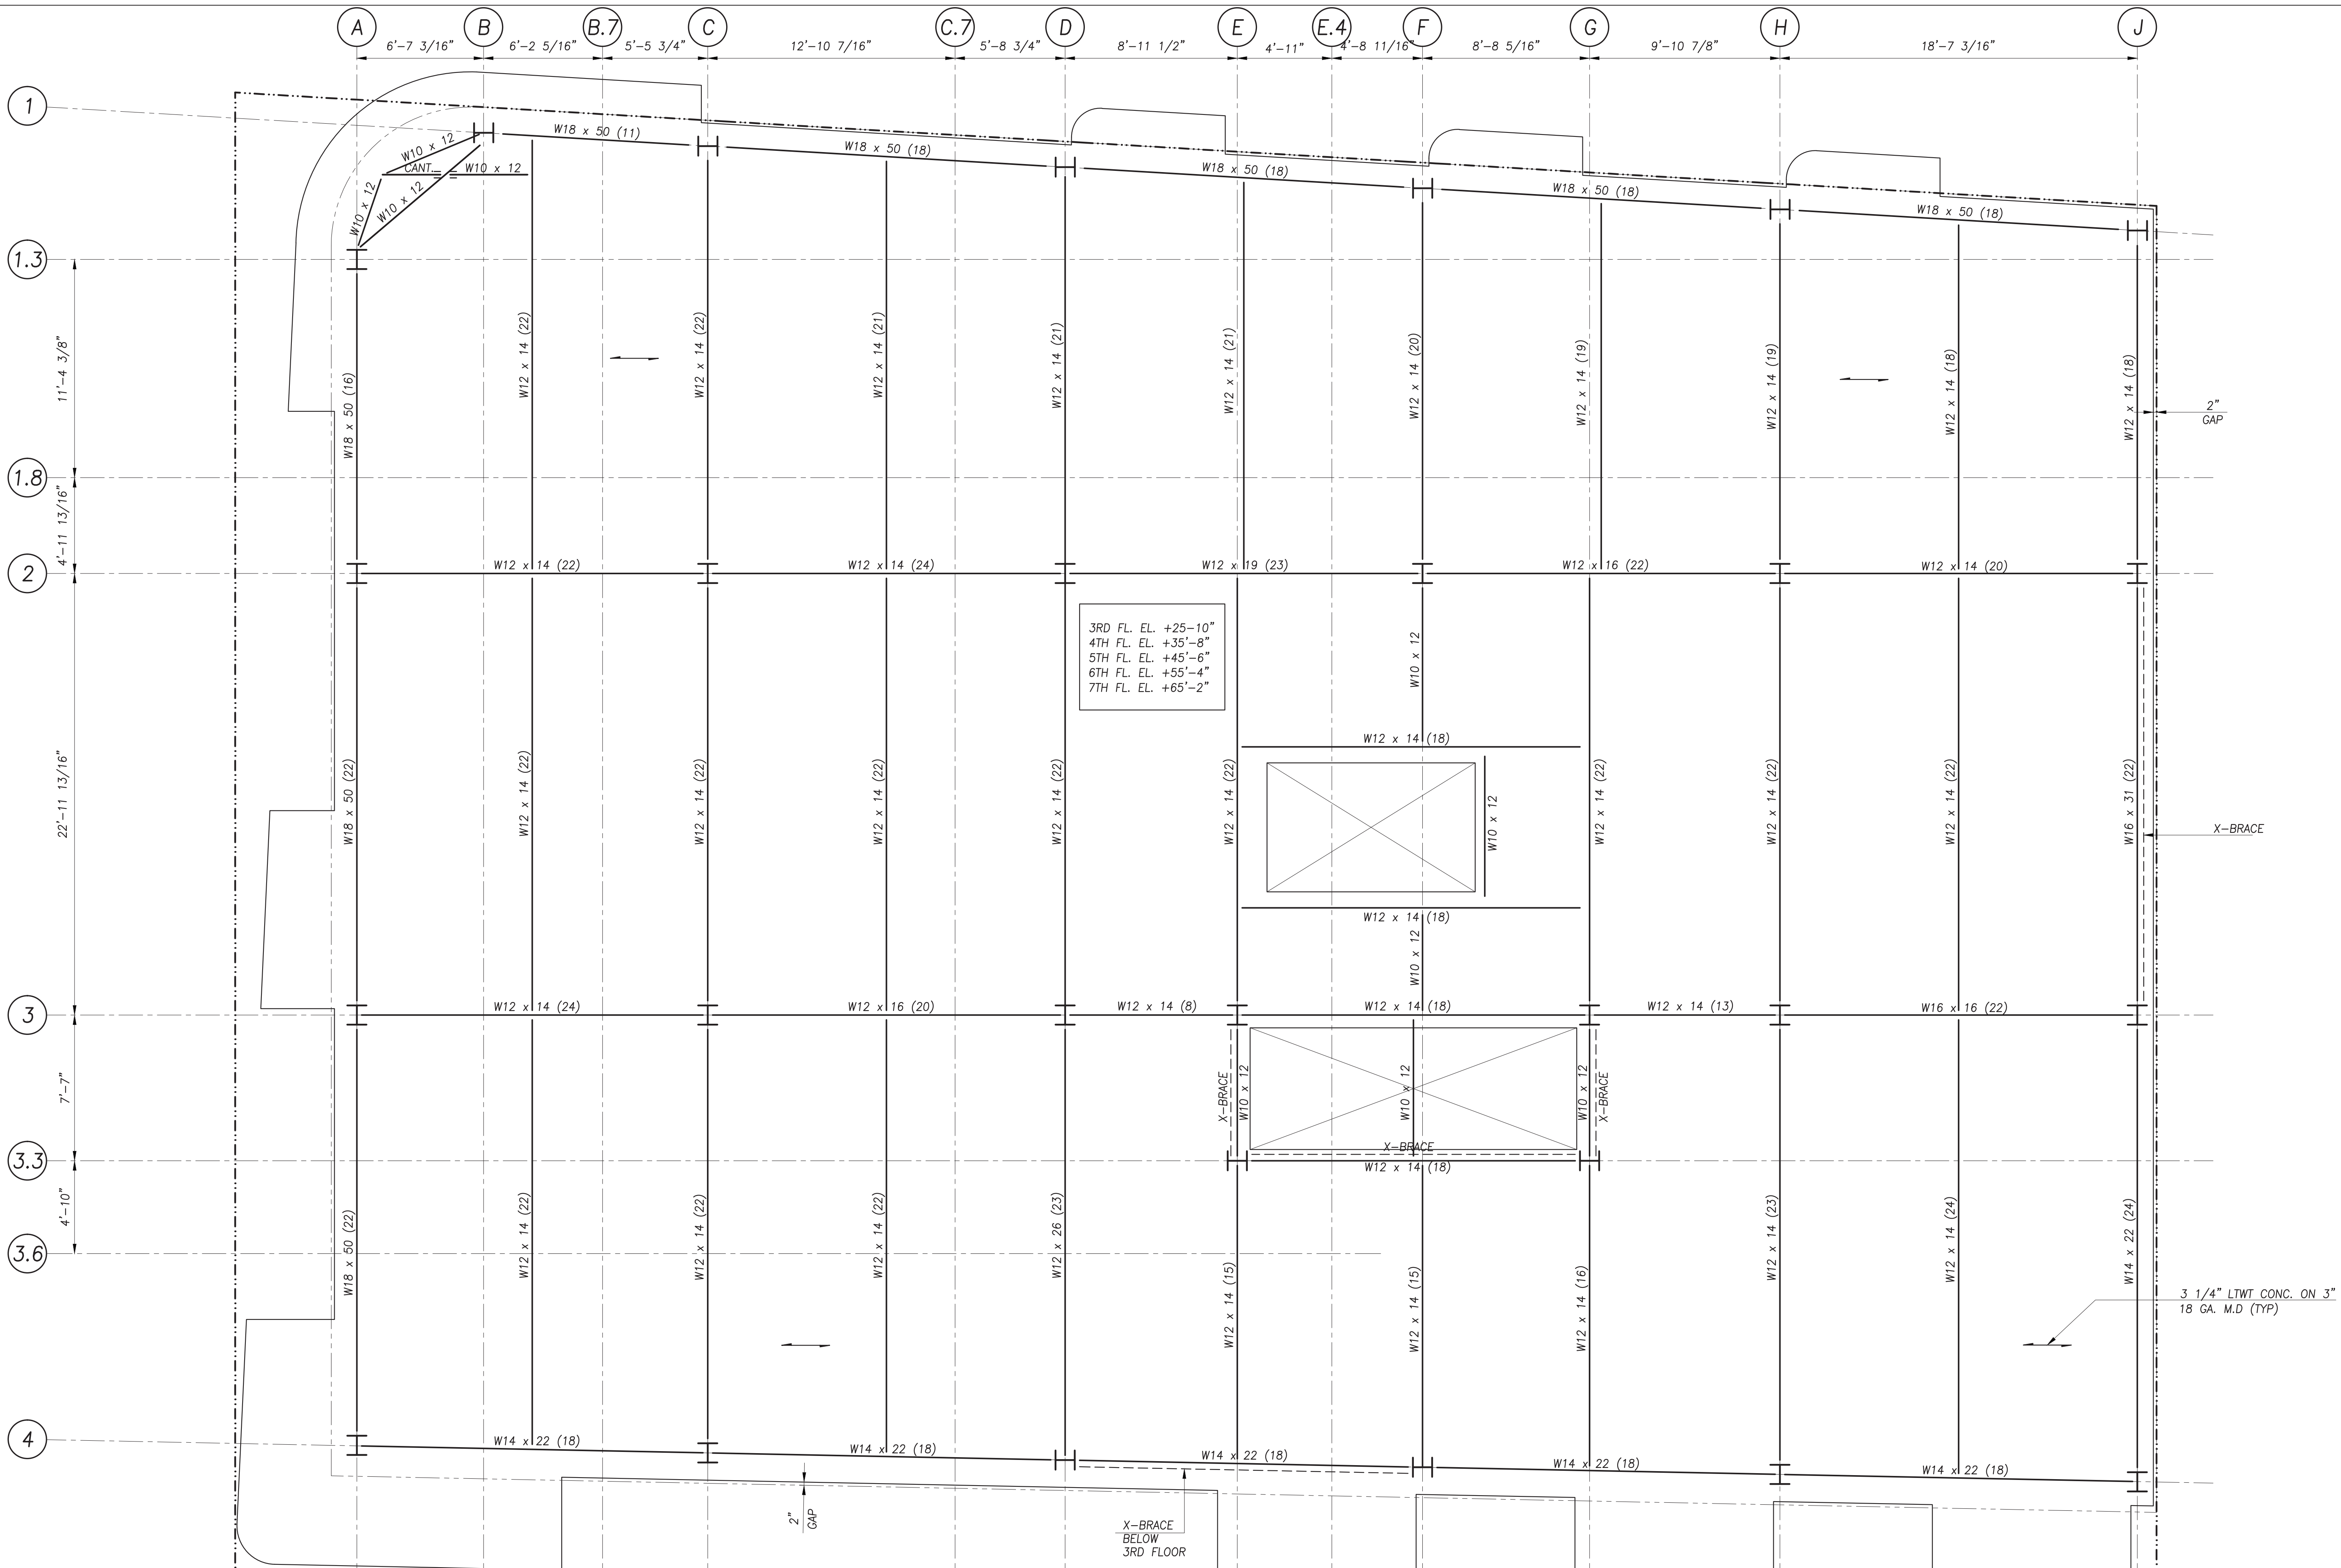 A
B
B.7
C
C.7
D
E
E.4
F
G
H
J
6'-7 3/16"
6'-2 5/16"
5'-5 3/4"
12'-10 7/16"
5'-8 3/4"
8'-11 1/2"
4'-11"
4'-8 11/16"
8'-8 5/16"
9'-10 7/8"
18'-7 3/16"
1
W18 x 50 (11)
W18 x 50 (18)
W18 x 50 (18)
W18 x 50 (18)
W18 x 50 (18)
W10 x 12
CANT.
W10 x 12
W10 x 12
W10 x 12
1.3
11'-4 3/8"
W18 x 50 (16)
W12 x 14 (22)
W12 x 14 (22)
W12 x 14 (21)
W12 x 14 (21)
W12 x 14 (21)
W12 x 14 (20)
W12 x 14 (19)
W12 x 14 (19)
W12 x 14 (18)
W12 x 14 (18)
2"
GAP
1.8
4'-11 13/16"
2
W12 x 14 (22)
W12 x 14 (24)
W12 x 19 (23)
W12 x 16 (22)
W12 x 14 (20)
3RD FL. EL. +25-10"
4TH FL. EL. +35'-8"
5TH FL. EL. +45'-6"
6TH FL. EL. +55'-4"
7TH FL. EL. +65'-2"
W10 x 12
W12 x 14 (18)
22'-11 13/16"
W18 x 50 (22)
W12 x 14 (22)
W12 x 14 (22)
W12 x 14 (22)
W12 x 14 (22)
W12 x 14 (22)
W10 x 12
W12 x 14 (22)
W12 x 14 (22)
W12 x 14 (22)
W16 x 31 (22)
X-BRACE
W12 x 14 (18)
W10 x 12
3
W12 x 14 (24)
W12 x 16 (20)
W12 x 14 (8)
W12 x 14 (18)
W12 x 14 (13)
W16 x 16 (22)
7'-7"
X-BRACE
W10 x 12
W10 x 12
W10 x 12
X-BRACE
X-BRACE
3.3
W12 x 14 (18)
4'-10"
W18 x 50 (22)
W12 x 14 (22)
W12 x 14 (22)
W12 x 14 (22)
W12 x 26 (23)
W12 x 14 (15)
W12 x 14 (15)
W12 x 14 (16)
W12 x 14 (23)
W12 x 14 (24)
W14 x 22 (24)
3.6
3 1/4" LTWT CONC. ON 3"
18 GA. M.D (TYP)
4
W14 x 22 (18)
W14 x 22 (18)
W14 x 22 (18)
W14 x 22 (18)
W14 x 22 (18)
2"
GAP
X-BRACE
BELOW
3RD FLOOR